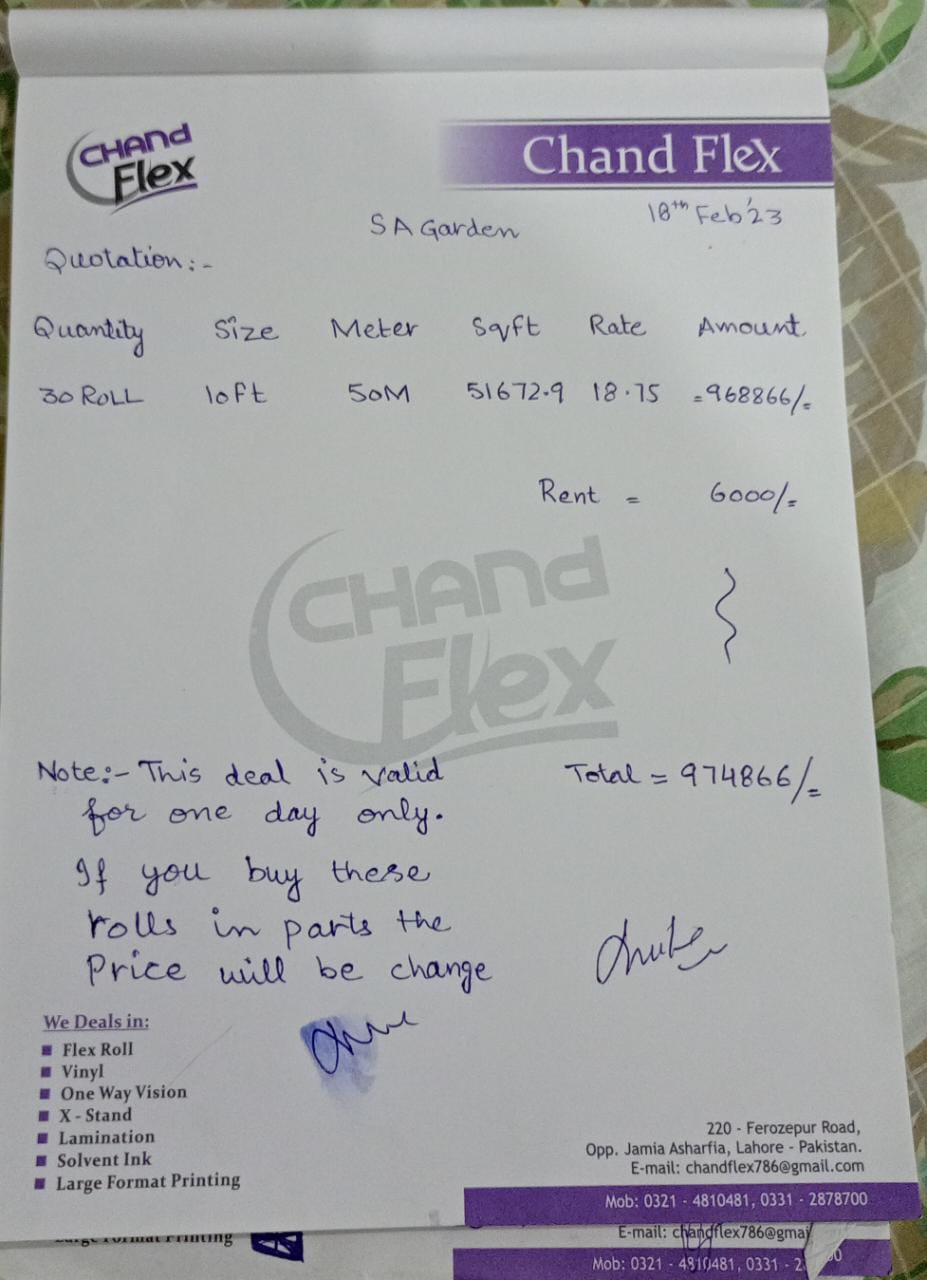 CHAND
Flex
Chand Flex
18th Feb'23
SA Garden
Quotation:-
Quantity Size Meter Sqft Rate Amount
30 ROLL 10ft 50M 51672.9 18.75 =968866/=
Rent = 6000/=
CHAND
Flex
Note:- This deal is valid
for one day only.
If you buy these
rolls in parts the
Price will be change
Total = 974866/=
We Deals in:
Flex Roll
Vinyl
One Way Vision
X - Stand
Lamination
Solvent Ink
Large Format Printing
220 - Ferozepur Road,
Opp. Jamia Asharfia, Lahore - Pakistan.
E-mail: chandflex786@gmail.com
Mob: 0321 - 4810481, 0331 - 2878700
Large Format Printing
E-mail: chandflex786@gmai
Mob: 0321 - 4810481, 0331 - 2